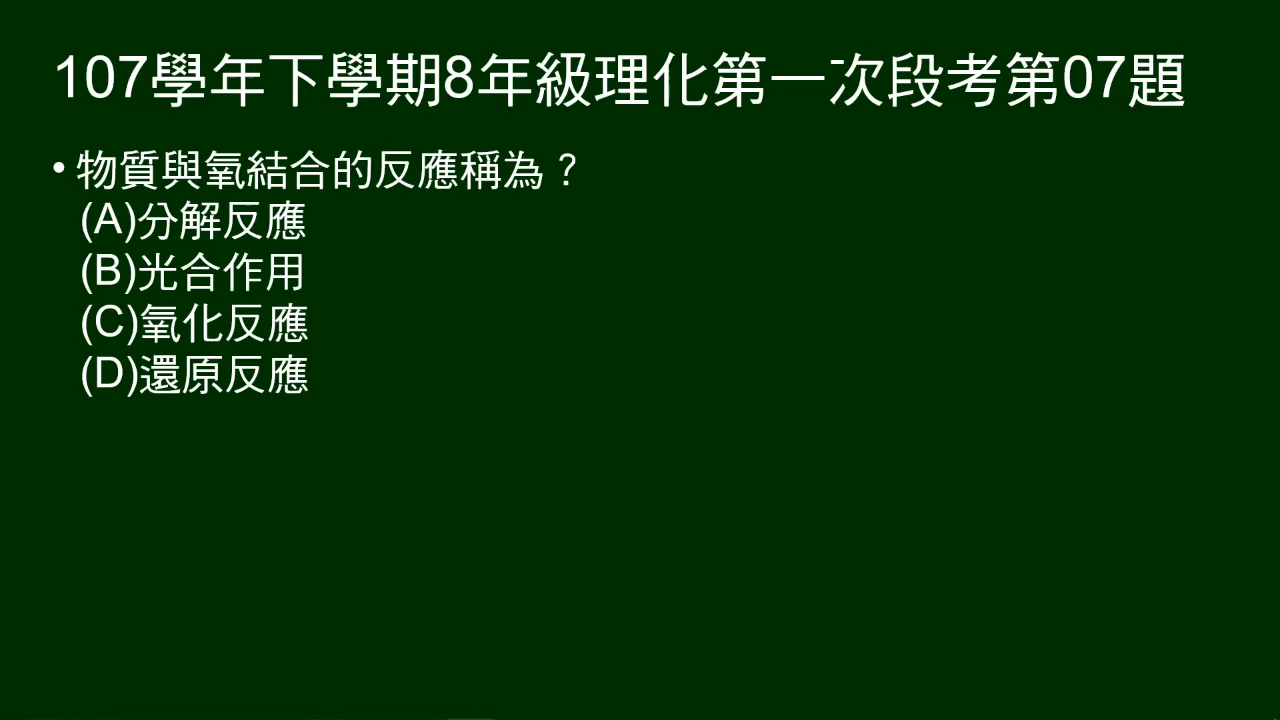 107學年下學期8年級理化第一次段考第07題
• 物質與氧結合的反應稱為？
(A)分解反應
(B)光合作用
(C)氧化反應
(D)還原反應